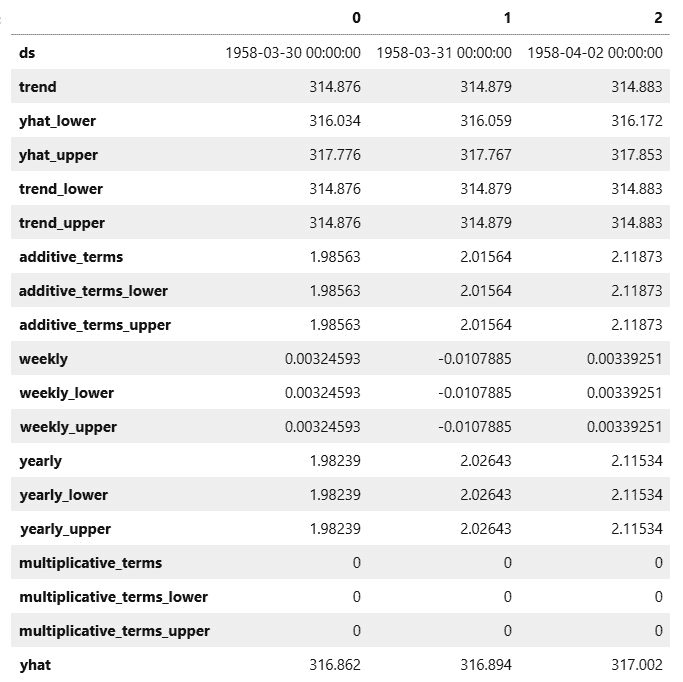 0 1 2
ds 1958-03-30 00:00:00 1958-03-31 00:00:00 1958-04-02 00:00:00
trend 314.876 314.879 314.883
yhat_lower 316.034 316.059 316.172
yhat_upper 317.776 317.767 317.853
trend_lower 314.876 314.879 314.883
trend_upper 314.876 314.879 314.883
additive_terms 1.98563 2.01564 2.11873
additive_terms_lower 1.98563 2.01564 2.11873
additive_terms_upper 1.98563 2.01564 2.11873
weekly 0.00324593 -0.0107885 0.00339251
weekly_lower 0.00324593 -0.0107885 0.00339251
weekly_upper 0.00324593 -0.0107885 0.00339251
yearly 1.98239 2.02643 2.11534
yearly_lower 1.98239 2.02643 2.11534
yearly_upper 1.98239 2.02643 2.11534
multiplicative_terms 0 0 0
multiplicative_terms_lower 0 0 0
multiplicative_terms_upper 0 0 0
yhat 316.862 316.894 317.002